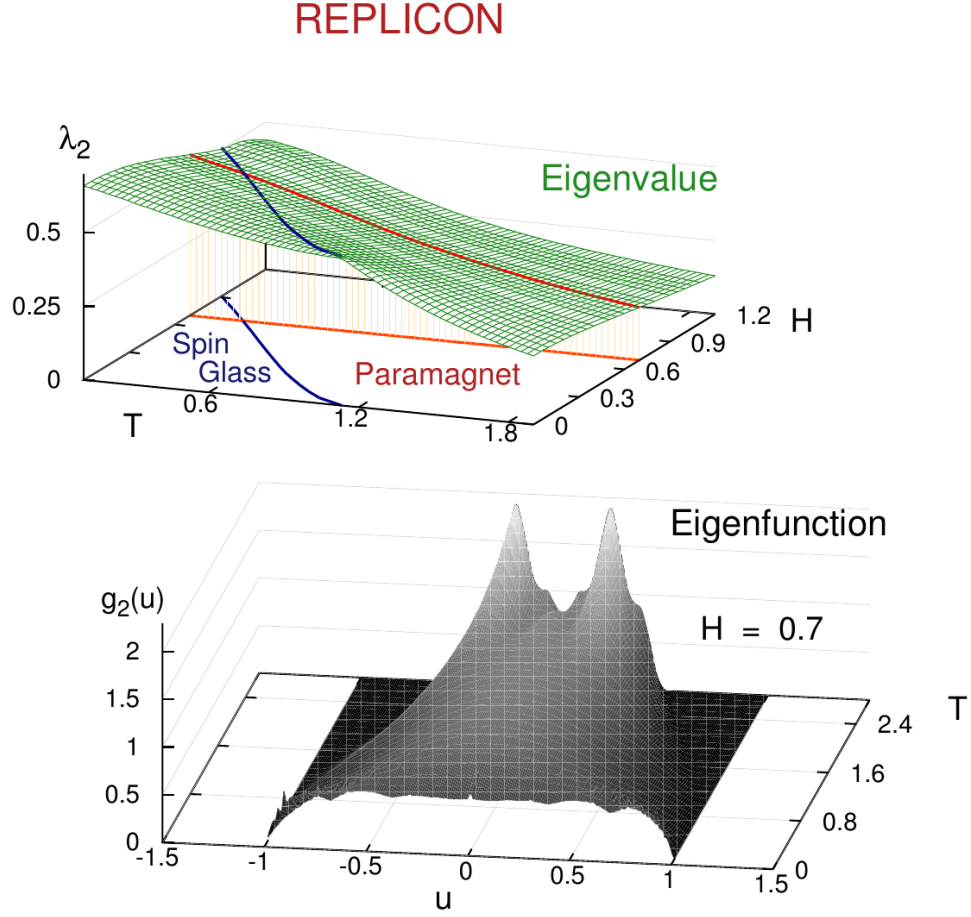 REPLICON
λ2
Eigenvalue
0.5
0.25
0
Spin
Glass
Paramagnet
T
0.6
1.2
1.8
0
0.3
0.6
0.9
1.2
H
Eigenfunction
g2(u)
H = 0.7
2
1.5
1
0.5
0
-1.5
-1
-0.5
0
0.5
1
1.5
u
0
0.8
1.6
2.4
T